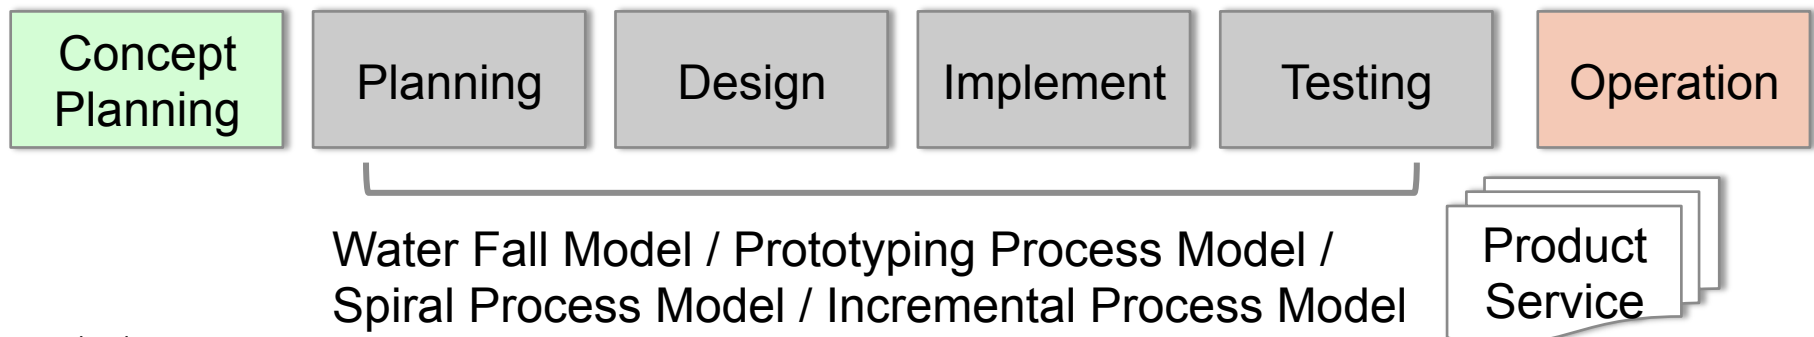 Concept
Planning
Planning
Design
Implement
Testing
Operation
Water Fall Model / Prototyping Process Model /
Spiral Process Model / Incremental Process Model
Product
Service